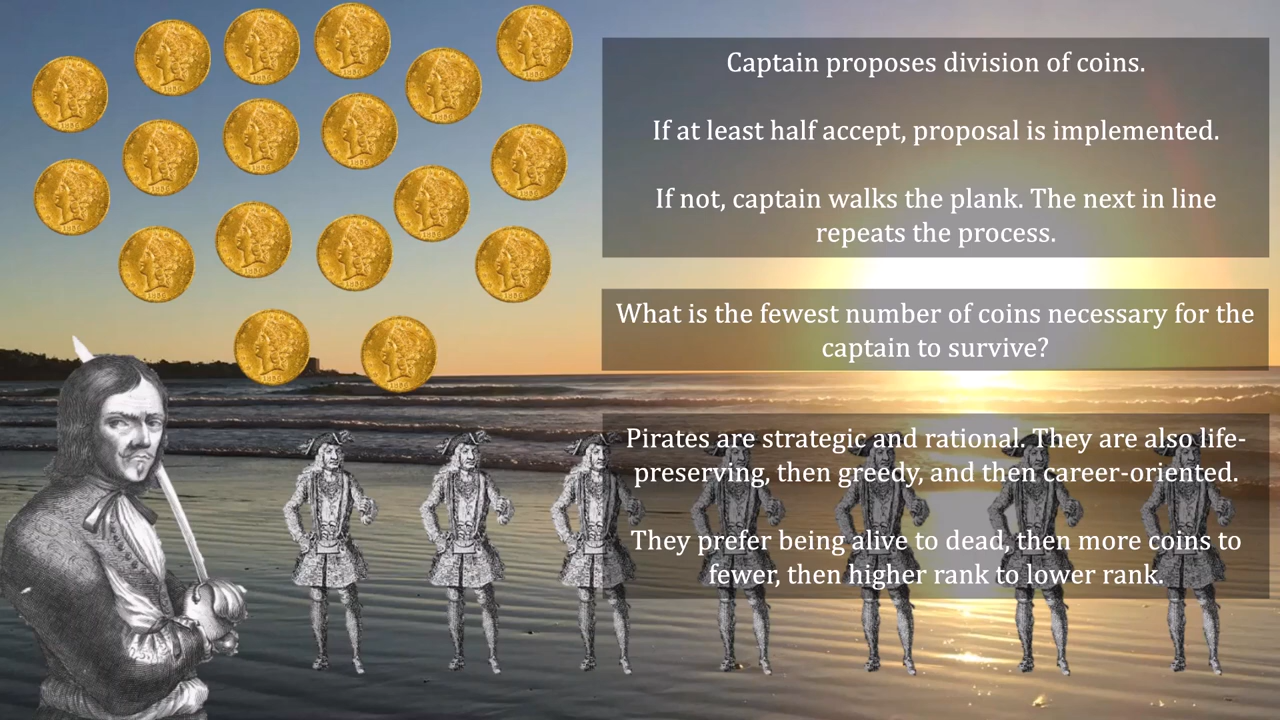 Captain proposes division of coins.
If at least half accept, proposal is implemented.
If not, captain walks the plank. The next in line
repeats the process.
What is the fewest number of coins necessary for the
captain to survive?
Pirates are strategic and rational. They are also life-
preserving, then greedy, and then career-oriented.
They prefer being alive to dead, then more coins to
fewer, then higher rank to lower rank.